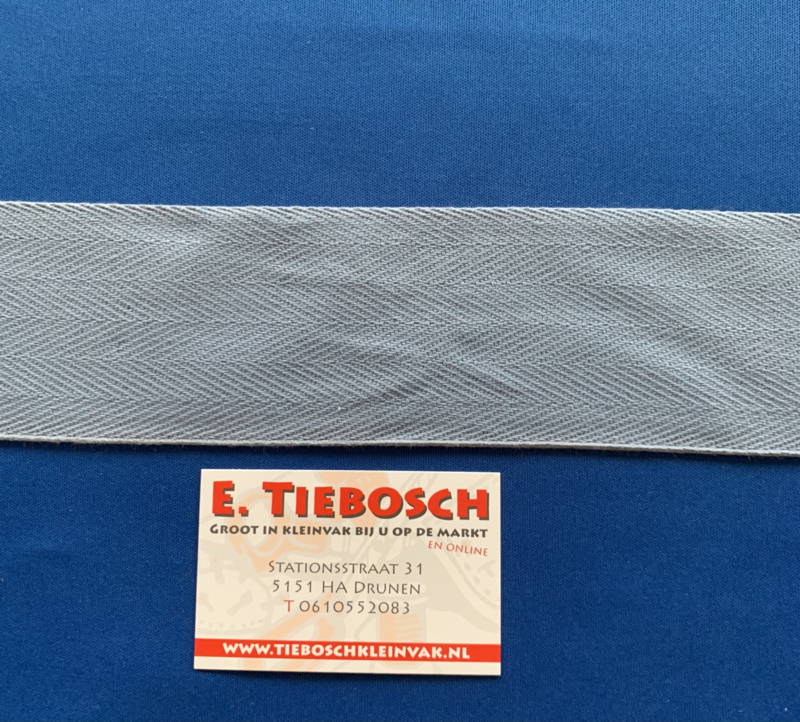 E. TIEBOSCH
GROOT IN KLEINVAK BIJ U OP DE MARKT
EN ONLINE
STATIONSSTRAAT 31
5151 HA DRUNEN
T 0610552083
WWW.TIEBOSCHKLEINVAK.NL